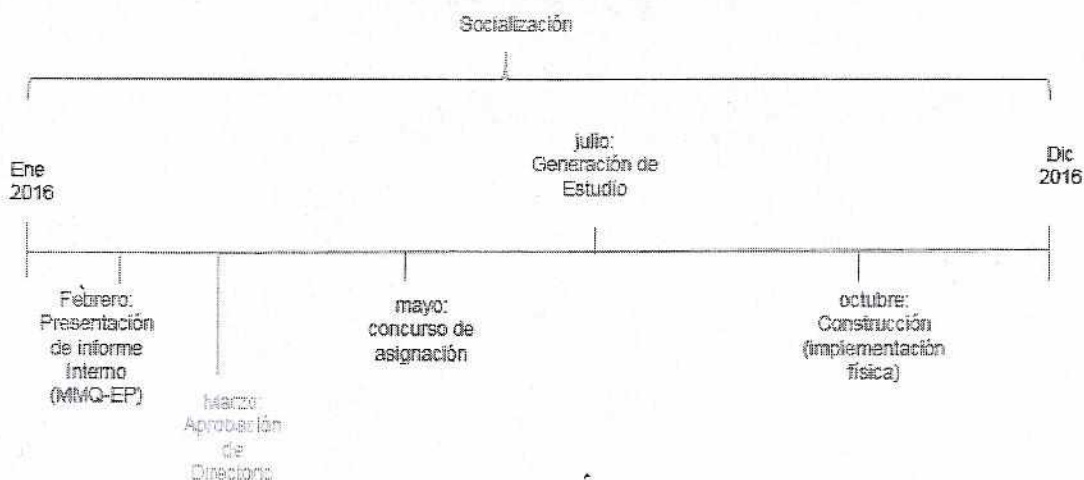 Socialización
Ene
2016
julio:
Generación de
Estudio
Dic
2016
Febrero:
Presentación
de informe
Interno
(MMQ-EP)
Marzo:
Aprobación
de
Directorio
mayo:
concurso de
asignación
octubre:
Construcción
(implementación
física)